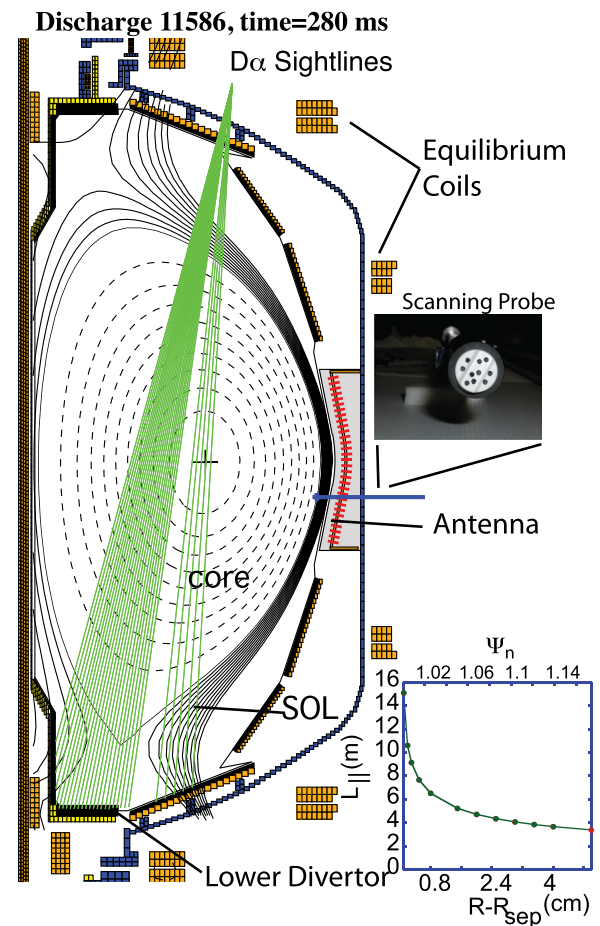 Discharge 11586, time=280 ms
Dα Sightlines
Equilibrium
Coils
Scanning Probe
Antenna
core
SOL
Lower Divertor
Ψn
1.02 1.06 1.1 1.14
16
14
12
10
8
6
4
2
0
L||(m)
0.8 2.4 4
R-Rsep(cm)